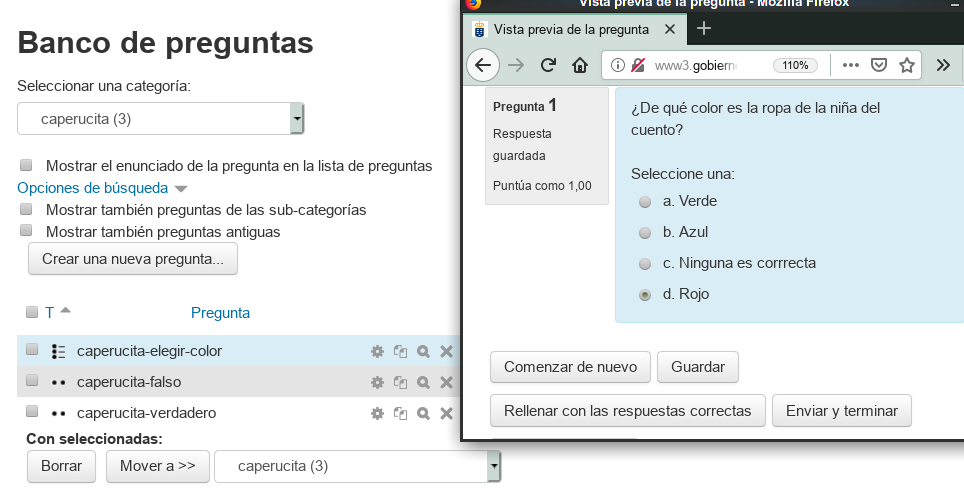 Banco de preguntas
Seleccionar una categoría:
caperucita (3)
Mostrar el enunciado de la pregunta en la lista de preguntas
Opciones de búsqueda
Mostrar también preguntas de las sub-categorías
Mostrar también preguntas antiguas
Crear una nueva pregunta...
T
Pregunta
caperucita-elegir-color
caperucita-falso
caperucita-verdadero
Con seleccionadas:
Borrar
Mover a >>
caperucita (3)
Vista previa de la pregunta - Mozilla Firefox
Vista previa de la pregunta
www3.gobiern
110%
Pregunta 1
Respuesta
guardada
Puntúa como 1,00
¿De qué color es la ropa de la niña del
cuento?
Seleccione una:
a. Verde
b. Azul
c. Ninguna es corrrecta
d. Rojo
Comenzar de nuevo
Guardar
Rellenar con las respuestas correctas
Enviar y terminar